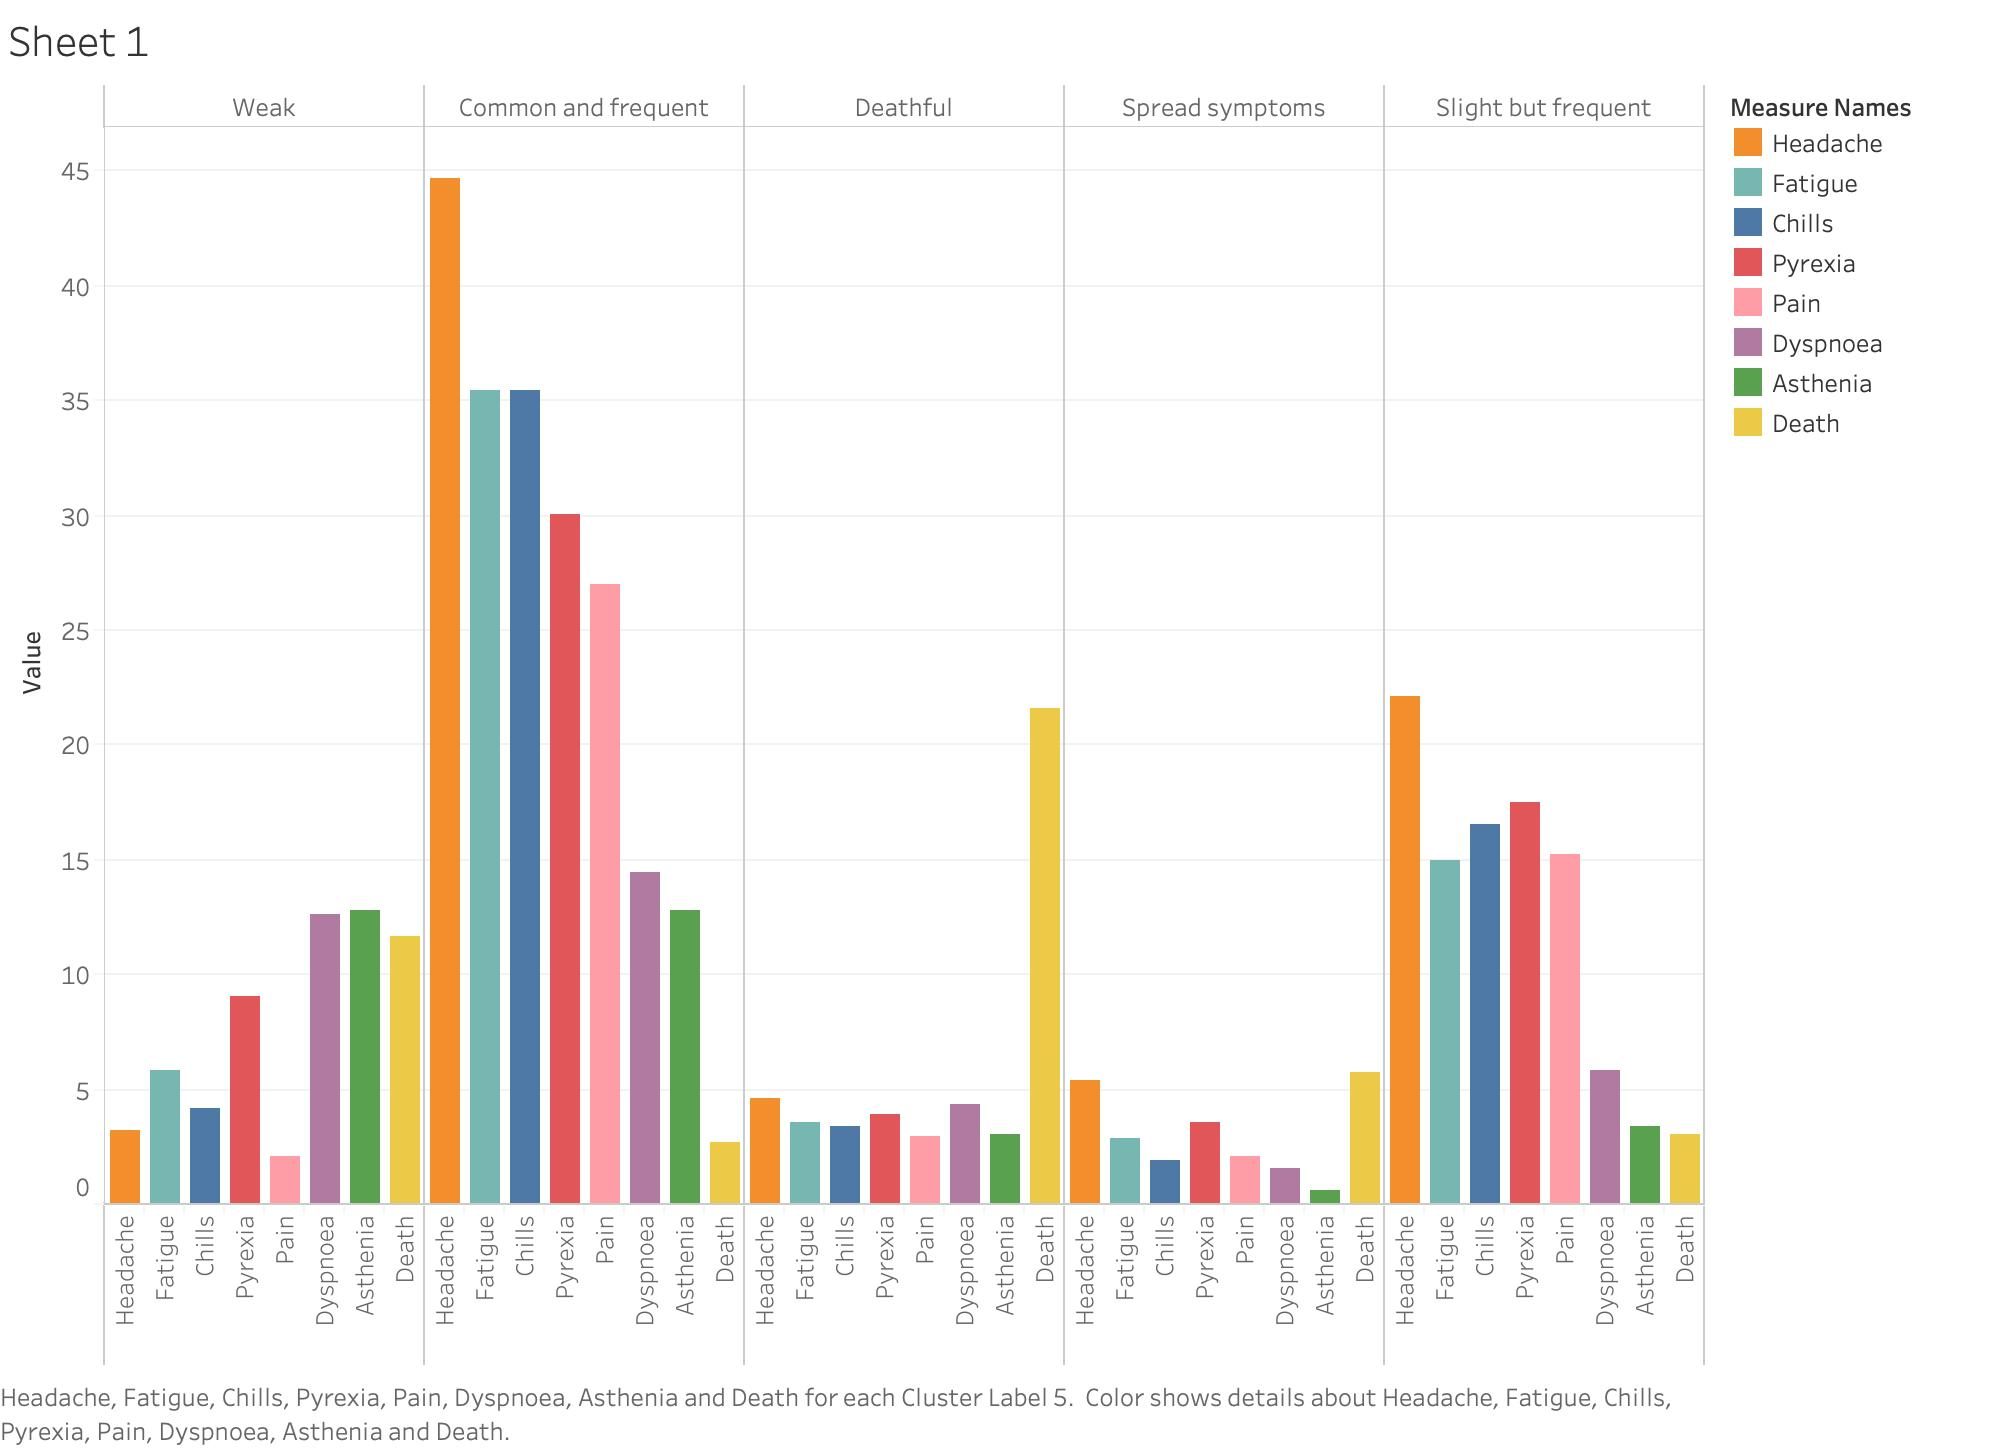 Sheet 1
Weak
Common and frequent
Deathful
Spread symptoms
Slight but frequent
Measure Names
Headache
Fatigue
Chills
Pyrexia
Pain
Dyspnoea
Asthenia
Death
Value
45
40
35
30
25
20
15
10
5
0
Headache
Fatigue
Chills
Pyrexia
Pain
Dyspnoea
Asthenia
Death
Headache
Fatigue
Chills
Pyrexia
Pain
Dyspnoea
Asthenia
Death
Headache
Fatigue
Chills
Pyrexia
Pain
Dyspnoea
Asthenia
Death
Headache
Fatigue
Chills
Pyrexia
Pain
Dyspnoea
Asthenia
Death
Headache
Fatigue
Chills
Pyrexia
Pain
Dyspnoea
Asthenia
Death
Headache, Fatigue, Chills, Pyrexia, Pain, Dyspnoea, Asthenia and Death for each Cluster Label 5.  Color shows details about Headache, Fatigue, Chills,
Pyrexia, Pain, Dyspnoea, Asthenia and Death.